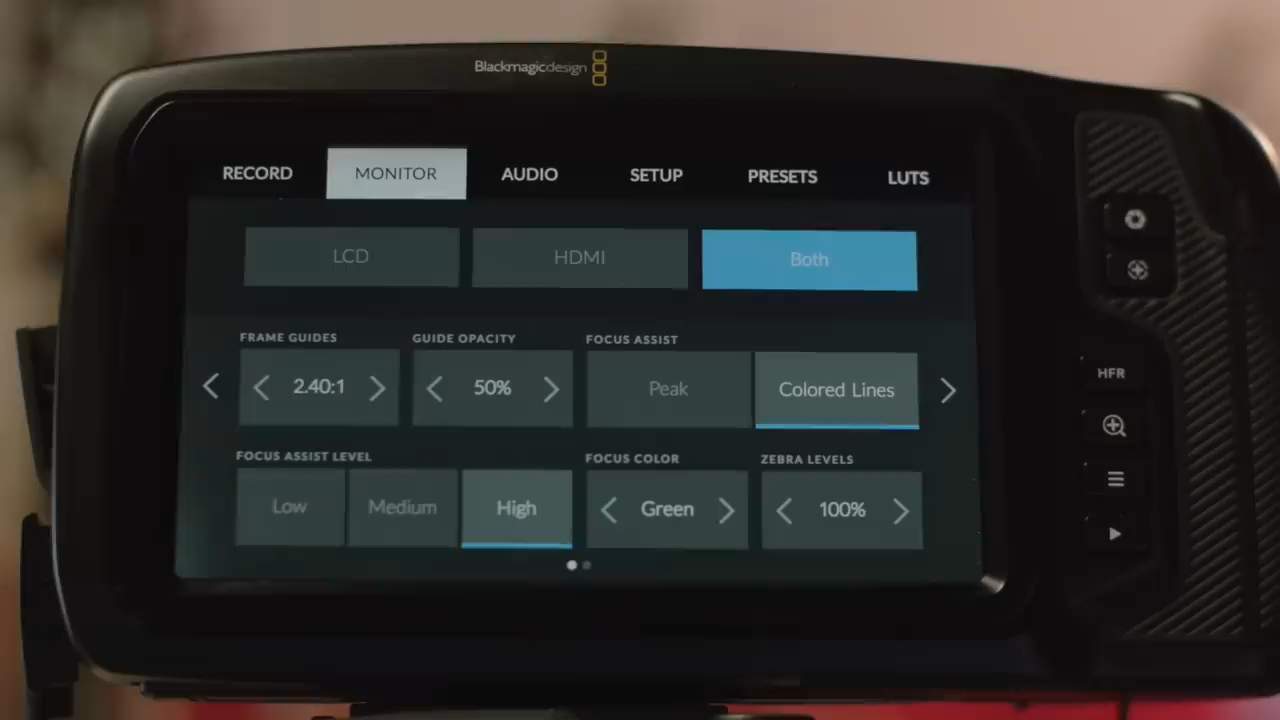 Blackmagicdesign
RECORD MONITOR AUDIO SETUP PRESETS LUTS
LCD HDMI Both
FRAME GUIDES GUIDE OPACITY FOCUS ASSIST
2.40:1 50% Peak Colored Lines
HFR
FOCUS ASSIST LEVEL FOCUS COLOR ZEBRA LEVELS
Low Medium High Green 100%